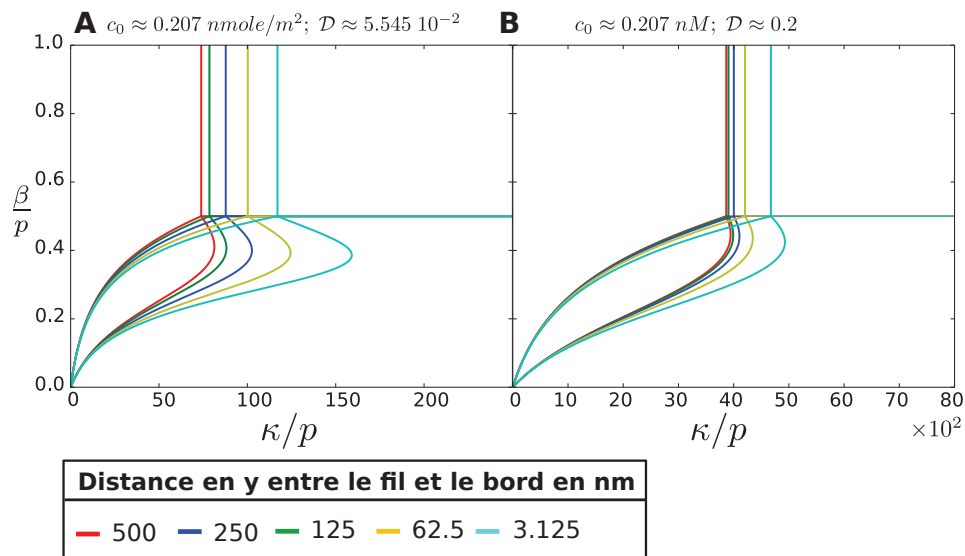 A c₀ ≈ 0.207 nmole/m²; 𝒟 ≈ 5.545 10⁻²
B c₀ ≈ 0.207 nM; 𝒟 ≈ 0.2
1.0
0.8
0.6
β/p
0.4
0.2
0.0
0 50 100 150 200
0 10 20 30 40 50 60 70 80
κ/p
κ/p
×10²
Distance en y entre le fil et le bord en nm
500 250 125 62.5 3.125